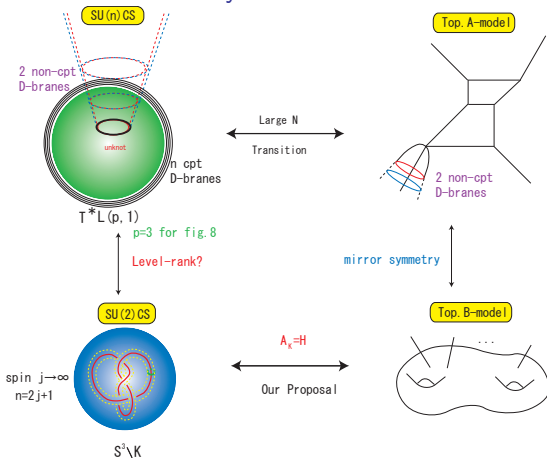 SU(n)CS
Top. A-model
2 non-cpt
D-branes
unknot
n cpt
D-branes
T*L(p,1)
Large N
Transition
2 non-cpt
D-branes
p=3 for fig.8
Level-rank?
mirror symmetry
SU(2)CS
Top. B-model
spin j→∞
n=2j+1
S³\K
A_K=H
Our Proposal
...